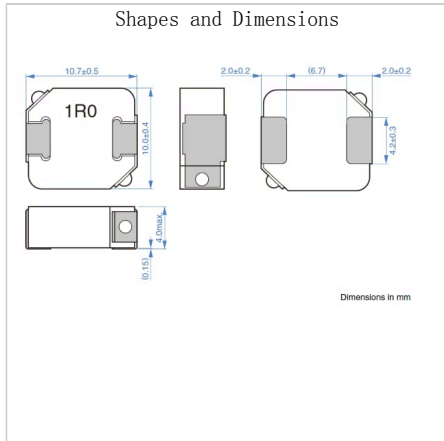 Shapes and Dimensions
10.7±0.5
2.0±0.2
(6.7)
2.0±0.2
1R0
10.0±0.4
4.2±0.3
4.0max.
(0.15)
Dimensions in mm